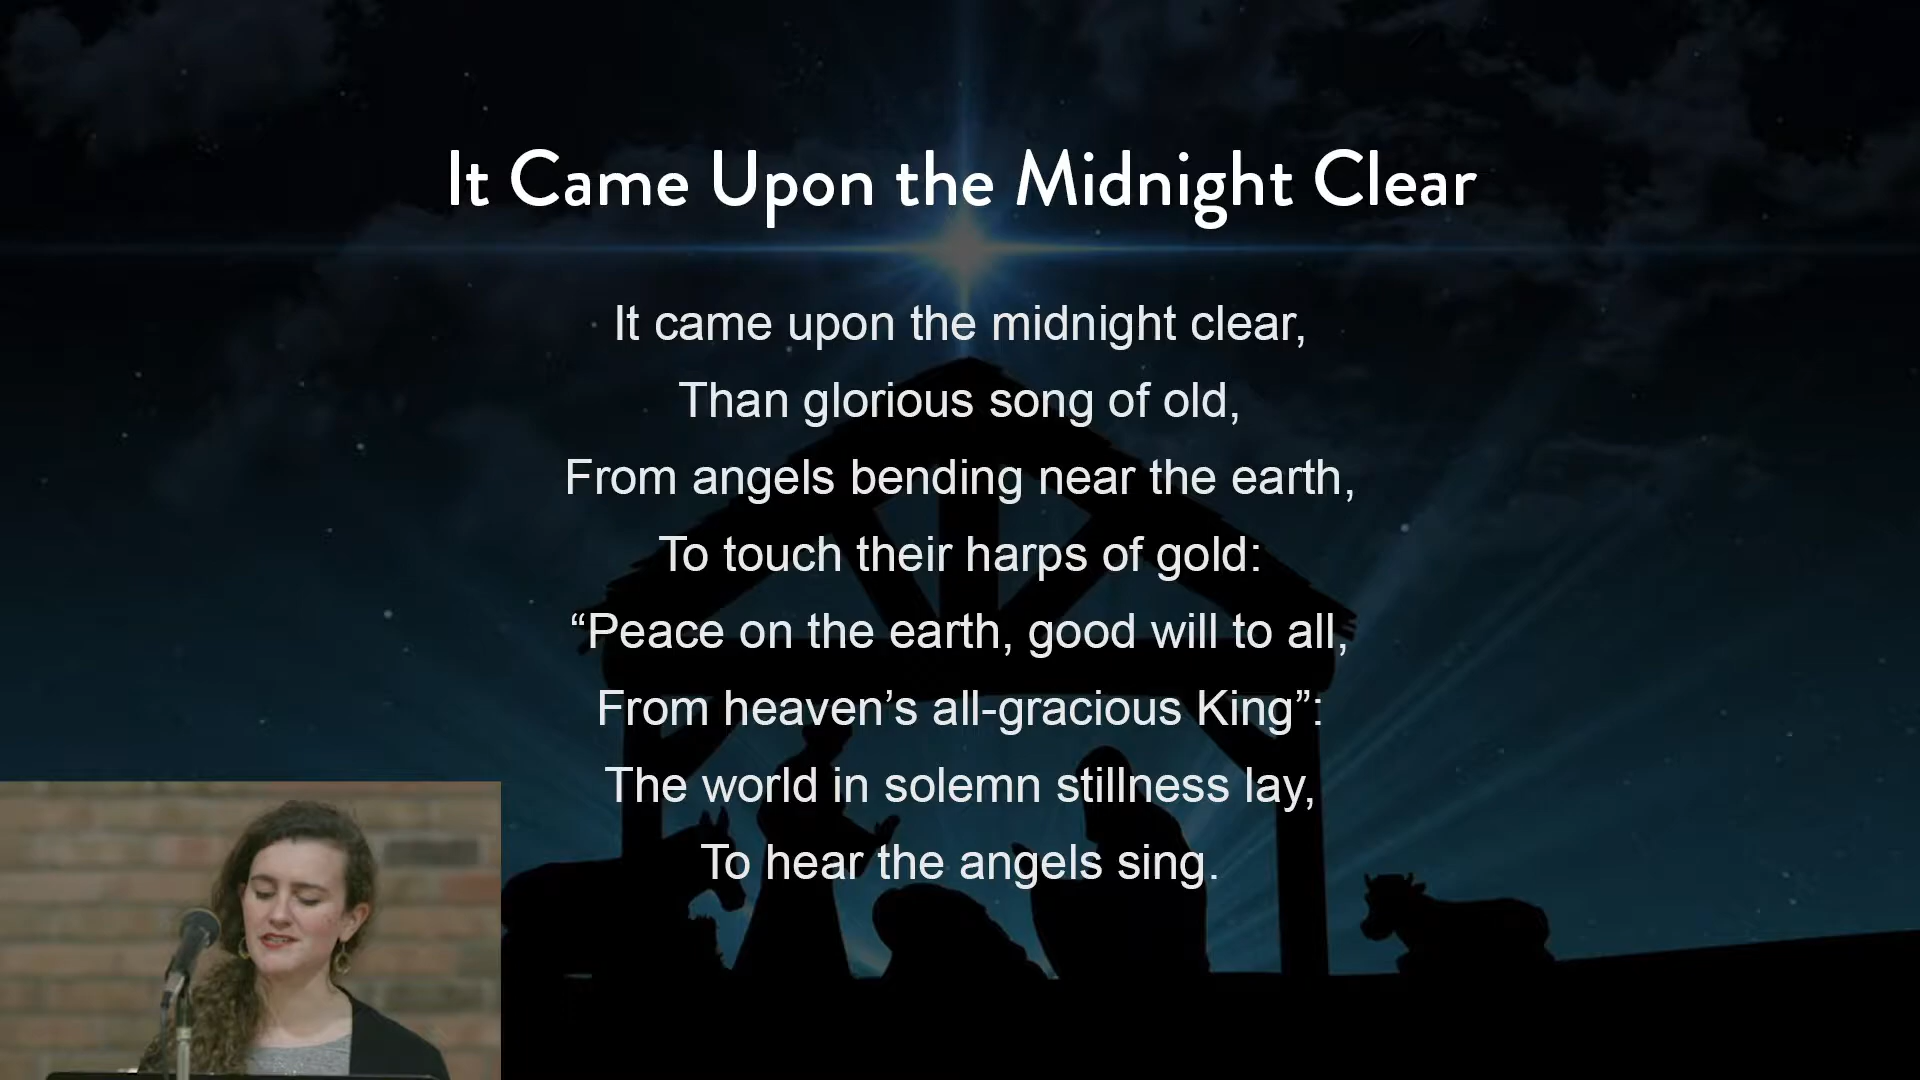 It Came Upon the Midnight Clear
It came upon the midnight clear,
Than glorious song of old,
From angels bending near the earth,
To touch their harps of gold:
“Peace on the earth, good will to all,
From heaven’s all-gracious King”:
The world in solemn stillness lay,
To hear the angels sing.